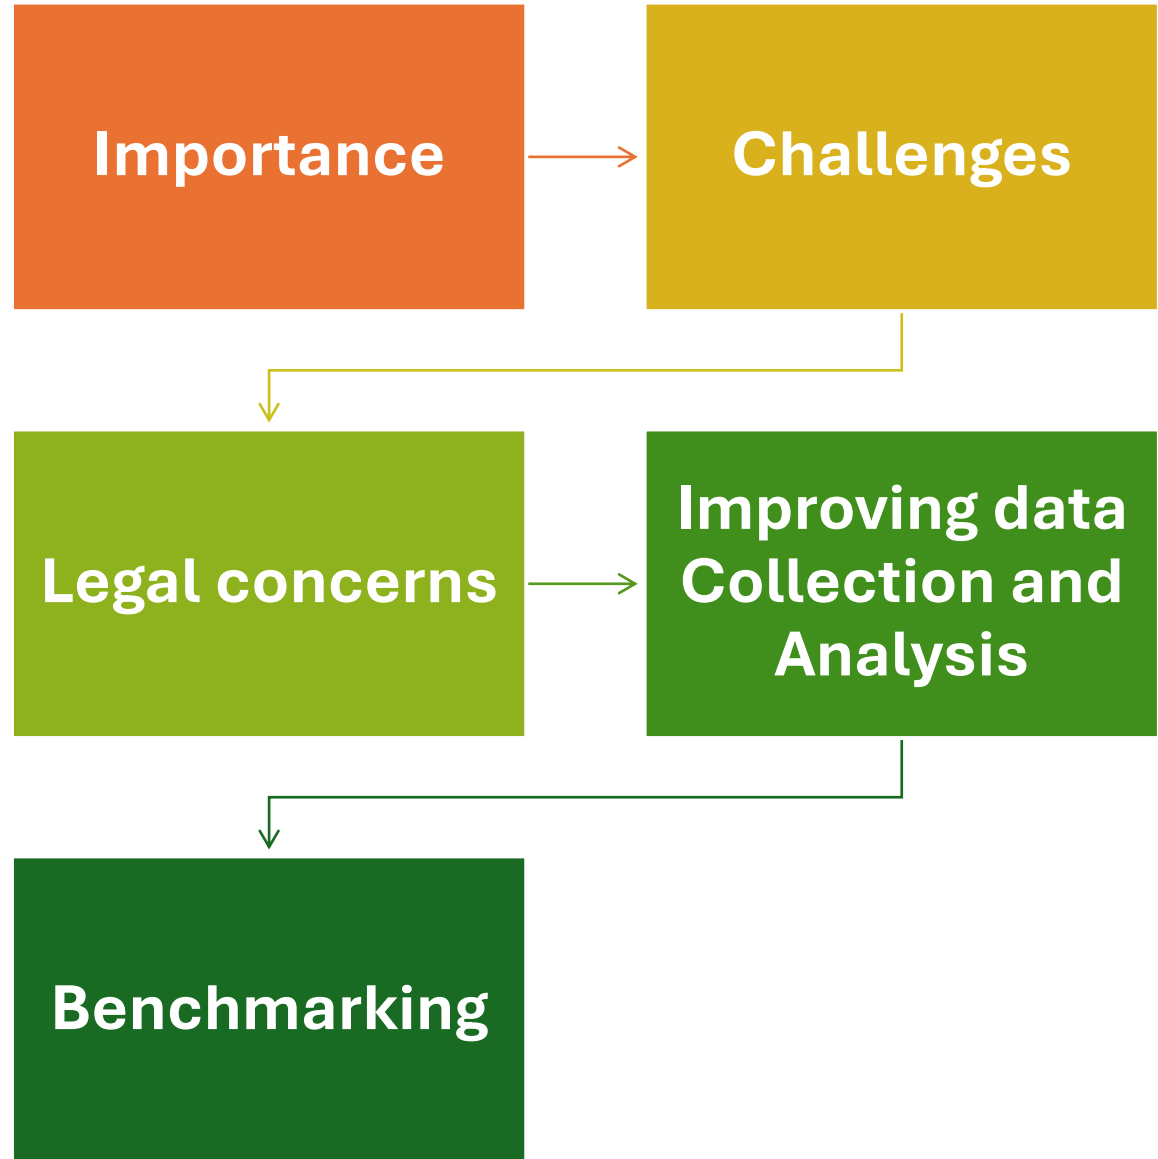 Importance
Challenges
Legal concerns
Improving data
Collection and
Analysis
Benchmarking